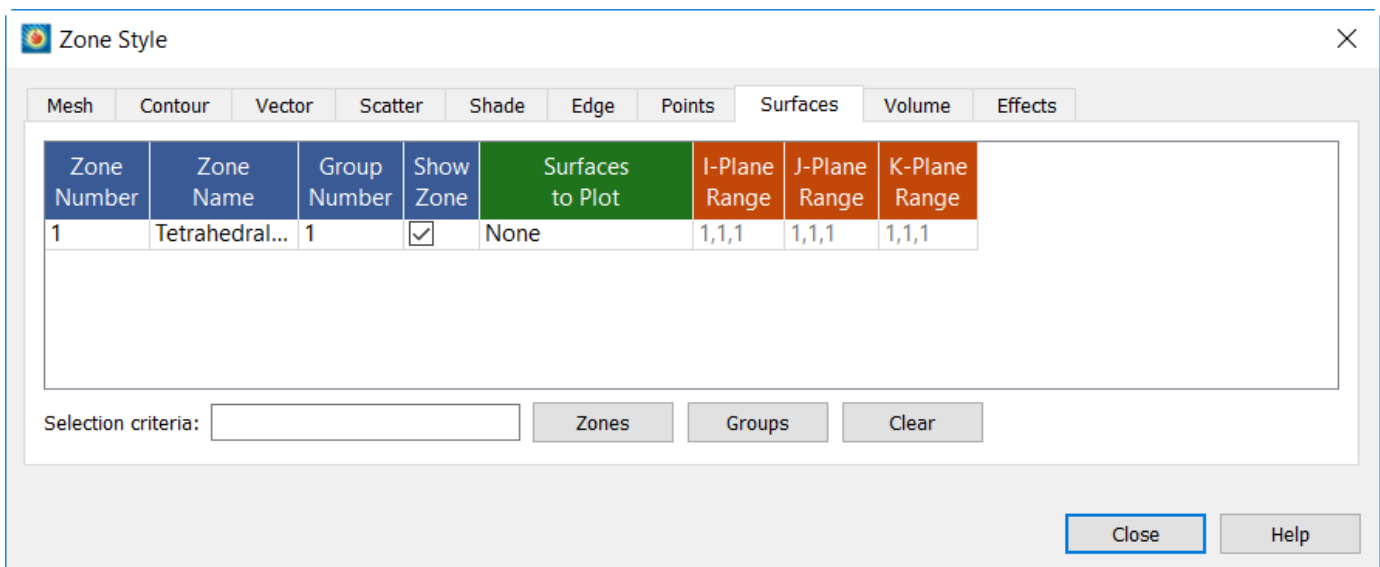 Zone Style
Mesh Contour Vector Scatter Shade Edge Points Surfaces Volume Effects
Zone Number Zone Name Group Number Show Zone Surfaces to Plot I-Plane Range J-Plane Range K-Plane Range
1 Tetrahedral... 1 None 1,1,1 1,1,1 1,1,1
Selection criteria: Zones Groups Clear
Close Help